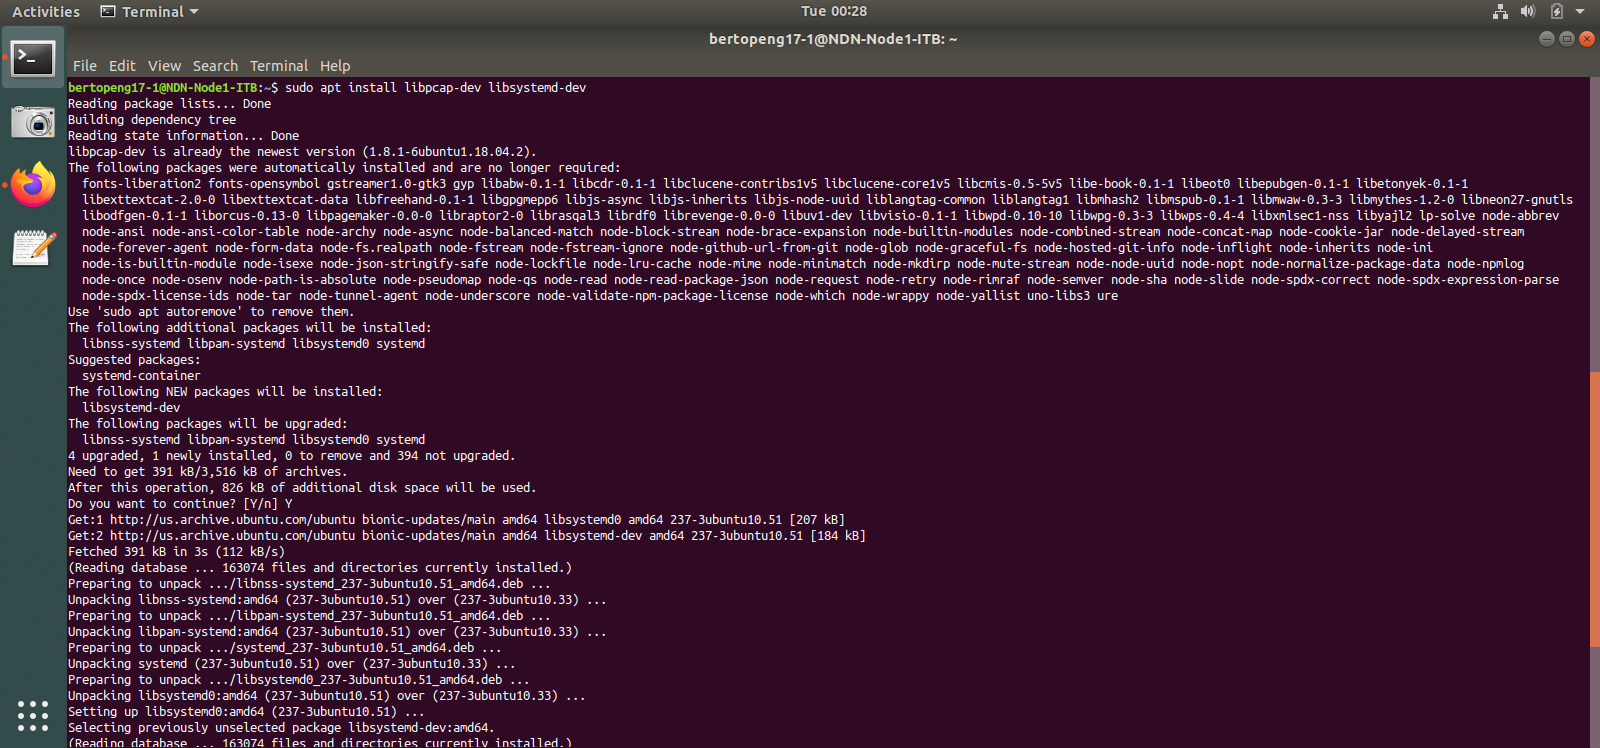 Activities Terminal Tue 00:28
bertopeng17-1@NDN-Node1-ITB: ~
File Edit View Search Terminal Help
bertopeng17-1@NDN-Node1-ITB:~$ sudo apt install libpcap-dev libsystemd-dev
Reading package lists... Done
Building dependency tree
Reading state information... Done
libpcap-dev is already the newest version (1.8.1-6ubuntu1.18.04.2).
The following packages were automatically installed and are no longer required:
fonts-liberation2 fonts-opensymbol gstreamer1.0-gtk3 gyp libabw-0.1-1 libcdr-0.1-1 libclucene-contribs1v5 libclucene-core1v5 libcmis-0.5-5v5 libe-book-0.1-1 libeot0 libepubgen-0.1-1 libetonyek-0.1-1
libexttextcat-2.0-0 libexttextcat-data libfreehand-0.1-1 libgpgmepp6 libjs-async libjs-inherits libjs-node-uuid liblangtag-common liblangtag1 libmhash2 libmspub-0.1-1 libmwaw-0.3-3 libmythes-1.2-0 libneon27-gnutls
libodfgen-0.1-1 liborcus-0.13-0 libpagemaker-0.0-0 libraptor2-0 librasqal3 librdf0 librevenge-0.0-0 libuv1-dev libvisio-0.1-1 libwpd-0.10-10 libwpg-0.3-3 libwps-0.4-4 libxmlsec1-nss libyajl2 lp-solve node-abbrev
node-ansi node-ansi-color-table node-archy node-async node-balanced-match node-block-stream node-brace-expansion node-builtin-modules node-combined-stream node-concat-map node-cookie-jar node-delayed-stream
node-forever-agent node-form-data node-fs.realpath node-fstream node-fstream-ignore node-github-url-from-git node-glob node-graceful-fs node-hosted-git-info node-inflight node-inherits node-ini
node-is-builtin-module node-isexe node-json-stringify-safe node-lockfile node-lru-cache node-mime node-minimatch node-mkdirp node-mute-stream node-node-uuid node-nopt node-normalize-package-data node-npmlog
node-once node-osenv node-path-is-absolute node-pseudomap node-qs node-read node-read-package-json node-request node-retry node-rimraf node-semver node-sha node-slide node-spdx-correct node-spdx-expression-parse
node-spdx-license-ids node-tar node-tunnel-agent node-underscore node-validate-npm-package-license node-which node-wrappy node-yallist uno-libs3 ure
Use 'sudo apt autoremove' to remove them.
The following additional packages will be installed:
libnss-systemd libpam-systemd libsystemd0 systemd
Suggested packages:
systemd-container
The following NEW packages will be installed:
libsystemd-dev
The following packages will be upgraded:
libnss-systemd libpam-systemd libsystemd0 systemd
4 upgraded, 1 newly installed, 0 to remove and 394 not upgraded.
Need to get 391 kB/3,516 kB of archives.
After this operation, 826 kB of additional disk space will be used.
Do you want to continue? [Y/n] Y
Get:1 http://us.archive.ubuntu.com/ubuntu bionic-updates/main amd64 libsystemd0 amd64 237-3ubuntu10.51 [207 kB]
Get:2 http://us.archive.ubuntu.com/ubuntu bionic-updates/main amd64 libsystemd-dev amd64 237-3ubuntu10.51 [184 kB]
Fetched 391 kB in 3s (112 kB/s)
(Reading database ... 163074 files and directories currently installed.)
Preparing to unpack .../libnss-systemd_237-3ubuntu10.51_amd64.deb ...
Unpacking libnss-systemd:amd64 (237-3ubuntu10.51) over (237-3ubuntu10.33) ...
Preparing to unpack .../libpam-systemd_237-3ubuntu10.51_amd64.deb ...
Unpacking libpam-systemd:amd64 (237-3ubuntu10.51) over (237-3ubuntu10.33) ...
Preparing to unpack .../systemd_237-3ubuntu10.51_amd64.deb ...
Unpacking systemd (237-3ubuntu10.51) over (237-3ubuntu10.33) ...
Preparing to unpack .../libsystemd0_237-3ubuntu10.51_amd64.deb ...
Unpacking libsystemd0:amd64 (237-3ubuntu10.51) over (237-3ubuntu10.33) ...
Setting up libsystemd0:amd64 (237-3ubuntu10.51) ...
Selecting previously unselected package libsystemd-dev:amd64.
(Reading database ... 163074 files and directories currently installed.)